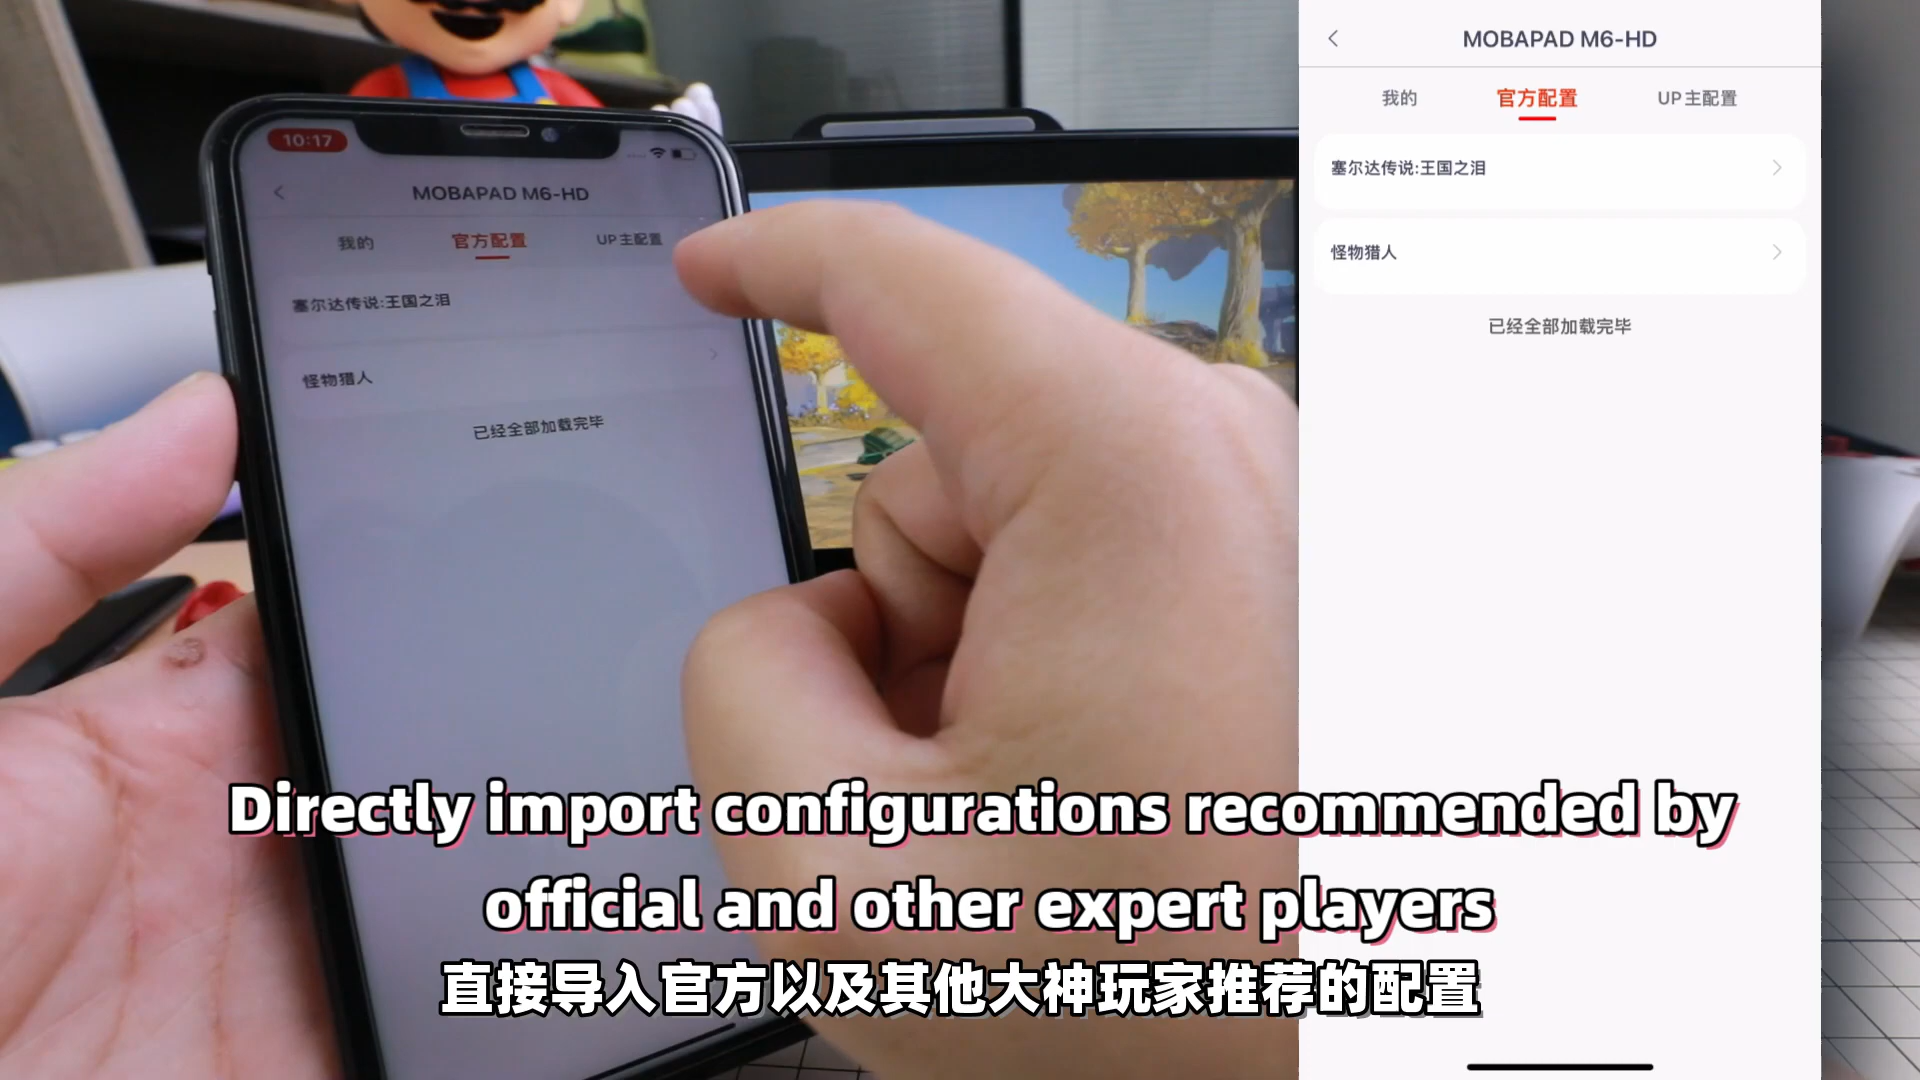 10:17
MOBAPAD M6-HD
我的
官方配置
UP主配置
塞尔达传说:王国之泪
怪物猎人
已经全部加载完毕
MOBAPAD M6-HD
我的
官方配置
UP主配置
塞尔达传说:王国之泪
怪物猎人
已经全部加载完毕
Directly import configurations recommended by
official and other expert players
直接导入官方以及其他大神玩家推荐的配置